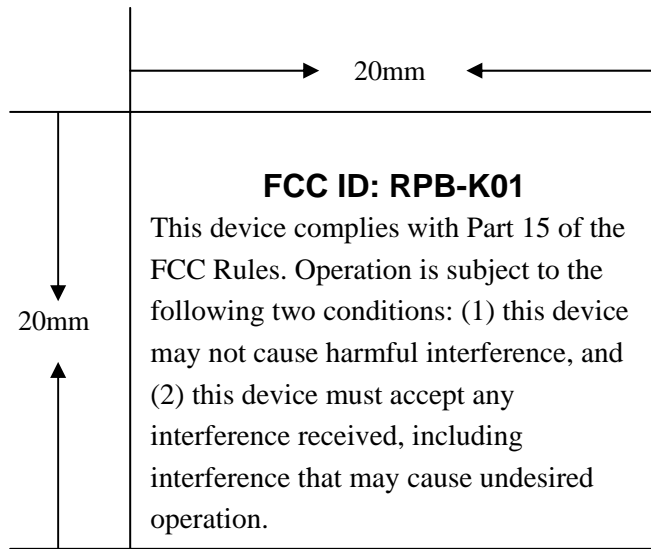 20mm
FCC ID: RPB-K01
This device complies with Part 15 of the
FCC Rules. Operation is subject to the
following two conditions: (1) this device
may not cause harmful interference, and
(2) this device must accept any
interference received, including
interference that may cause undesired
operation.
20mm